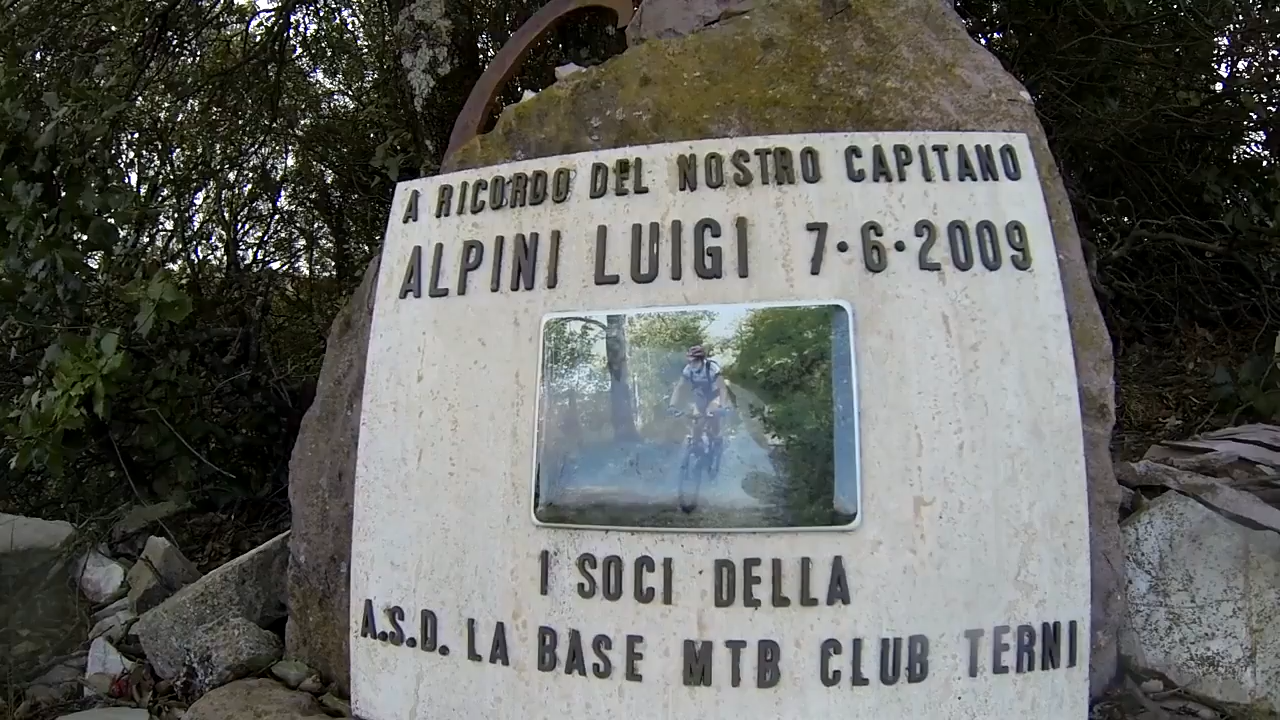 A RICORDO DEL NOSTRO CAPITANO
ALPINI LUIGI 7·6·2009
I SOCI DELLA
A.S.D. LA BASE MTB CLUB TERNI